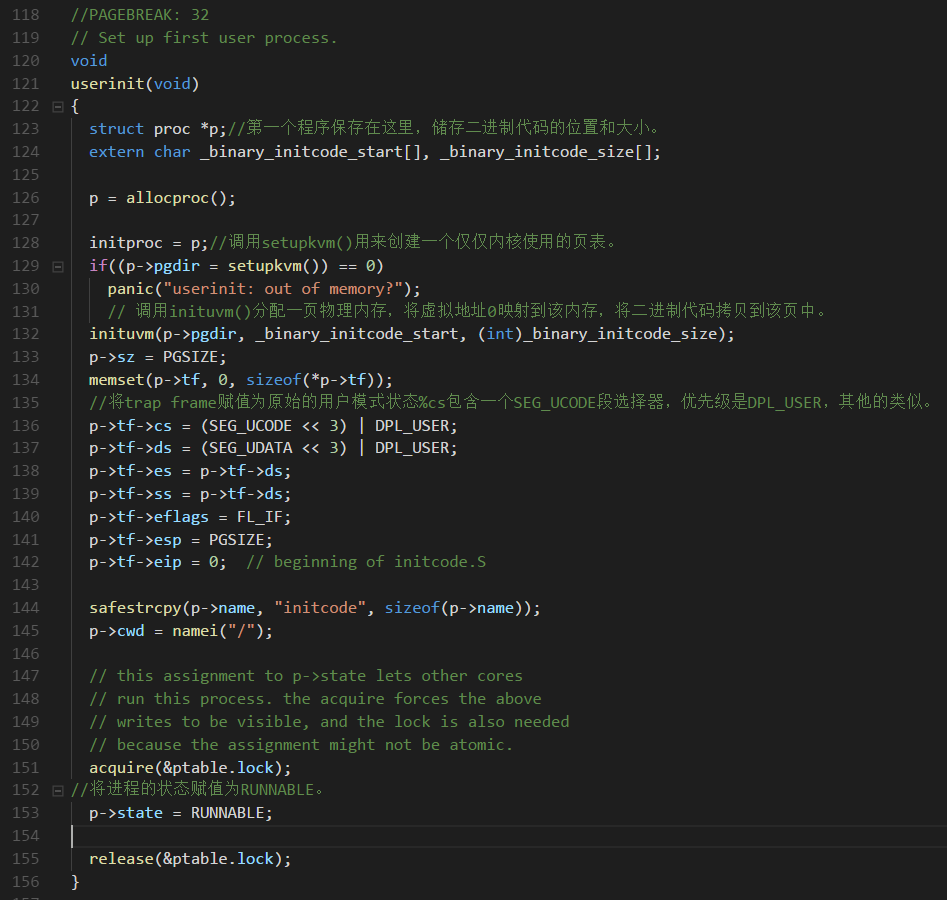 118 //PAGEBREAK: 32
119 // Set up first user process.
120 void
121 userinit(void)
122 {
123 struct proc *p;//第一个程序保存在这里，储存二进制代码的位置和大小。
124 extern char _binary_initcode_start[], _binary_initcode_size[];
125
126 p = allocproc();
127
128 initproc = p;//调用setupkvm()用来创建一个仅仅内核使用的页表。
129 if((p->pgdir = setupkvm()) == 0)
130 panic("userinit: out of memory?");
131 // 调用inituvm()分配一页物理内存，将虚拟地址0映射到该内存，将二进制代码拷贝到该页中。
132 inituvm(p->pgdir, _binary_initcode_start, (int)_binary_initcode_size);
133 p->sz = PGSIZE;
134 memset(p->tf, 0, sizeof(*p->tf));
135 //将trap frame赋值为原始的用户模式状态%cs包含一个SEG_UCODE段选择器，优先级是DPL_USER，其他的类似。
136 p->tf->cs = (SEG_UCODE << 3) | DPL_USER;
137 p->tf->ds = (SEG_UDATA << 3) | DPL_USER;
138 p->tf->es = p->tf->ds;
139 p->tf->ss = p->tf->ds;
140 p->tf->eflags = FL_IF;
141 p->tf->esp = PGSIZE;
142 p->tf->eip = 0;  // beginning of initcode.S
143
144 safestrcpy(p->name, "initcode", sizeof(p->name));
145 p->cwd = namei("/");
146
147 // this assignment to p->state lets other cores
148 // run this process. the acquire forces the above
149 // writes to be visible, and the lock is also needed
150 // because the assignment might not be atomic.
151 acquire(&ptable.lock);
152 //将进程的状态赋值为RUNNABLE。
153 p->state = RUNNABLE;
154
155 release(&ptable.lock);
156 }